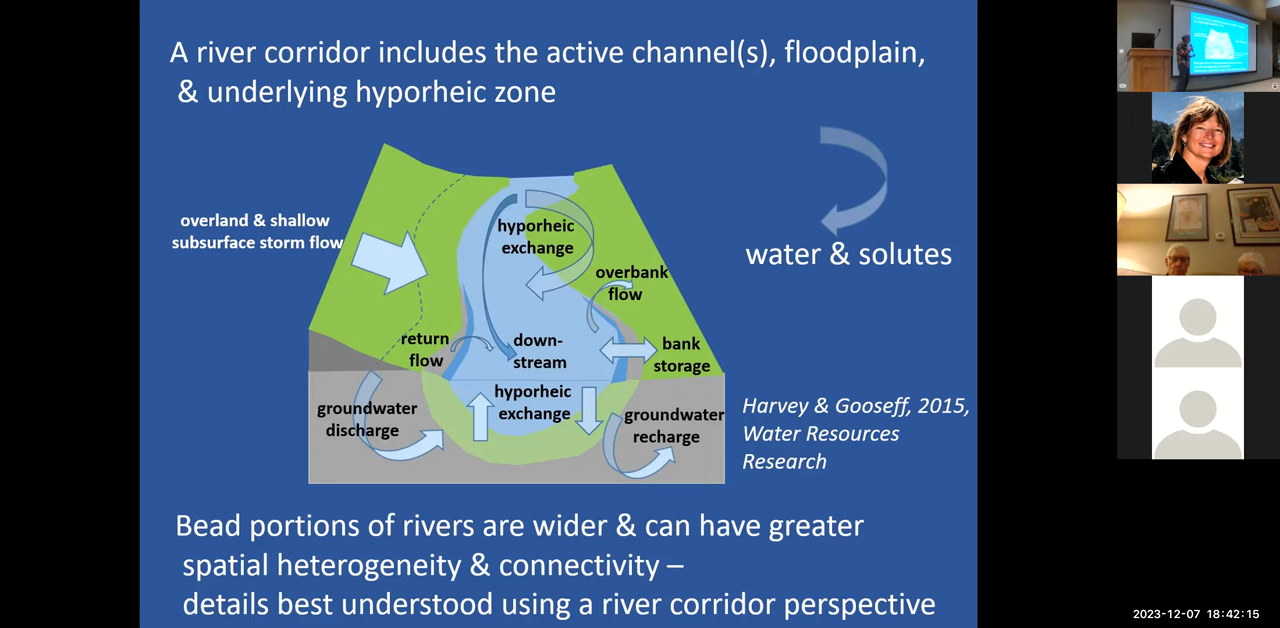 A river corridor includes the active channel(s), floodplain,
& underlying hyporheic zone
overland & shallow
subsurface storm flow
hyporheic
exchange
overbank
flow
water & solutes
return
flow
down-
stream
bank
storage
groundwater
discharge
hyporheic
exchange
groundwater
recharge
Harvey & Gooseff, 2015,
Water Resources
Research
Bead portions of rivers are wider & can have greater
spatial heterogeneity & connectivity –
details best understood using a river corridor perspective
2023-12-07 18:42:15